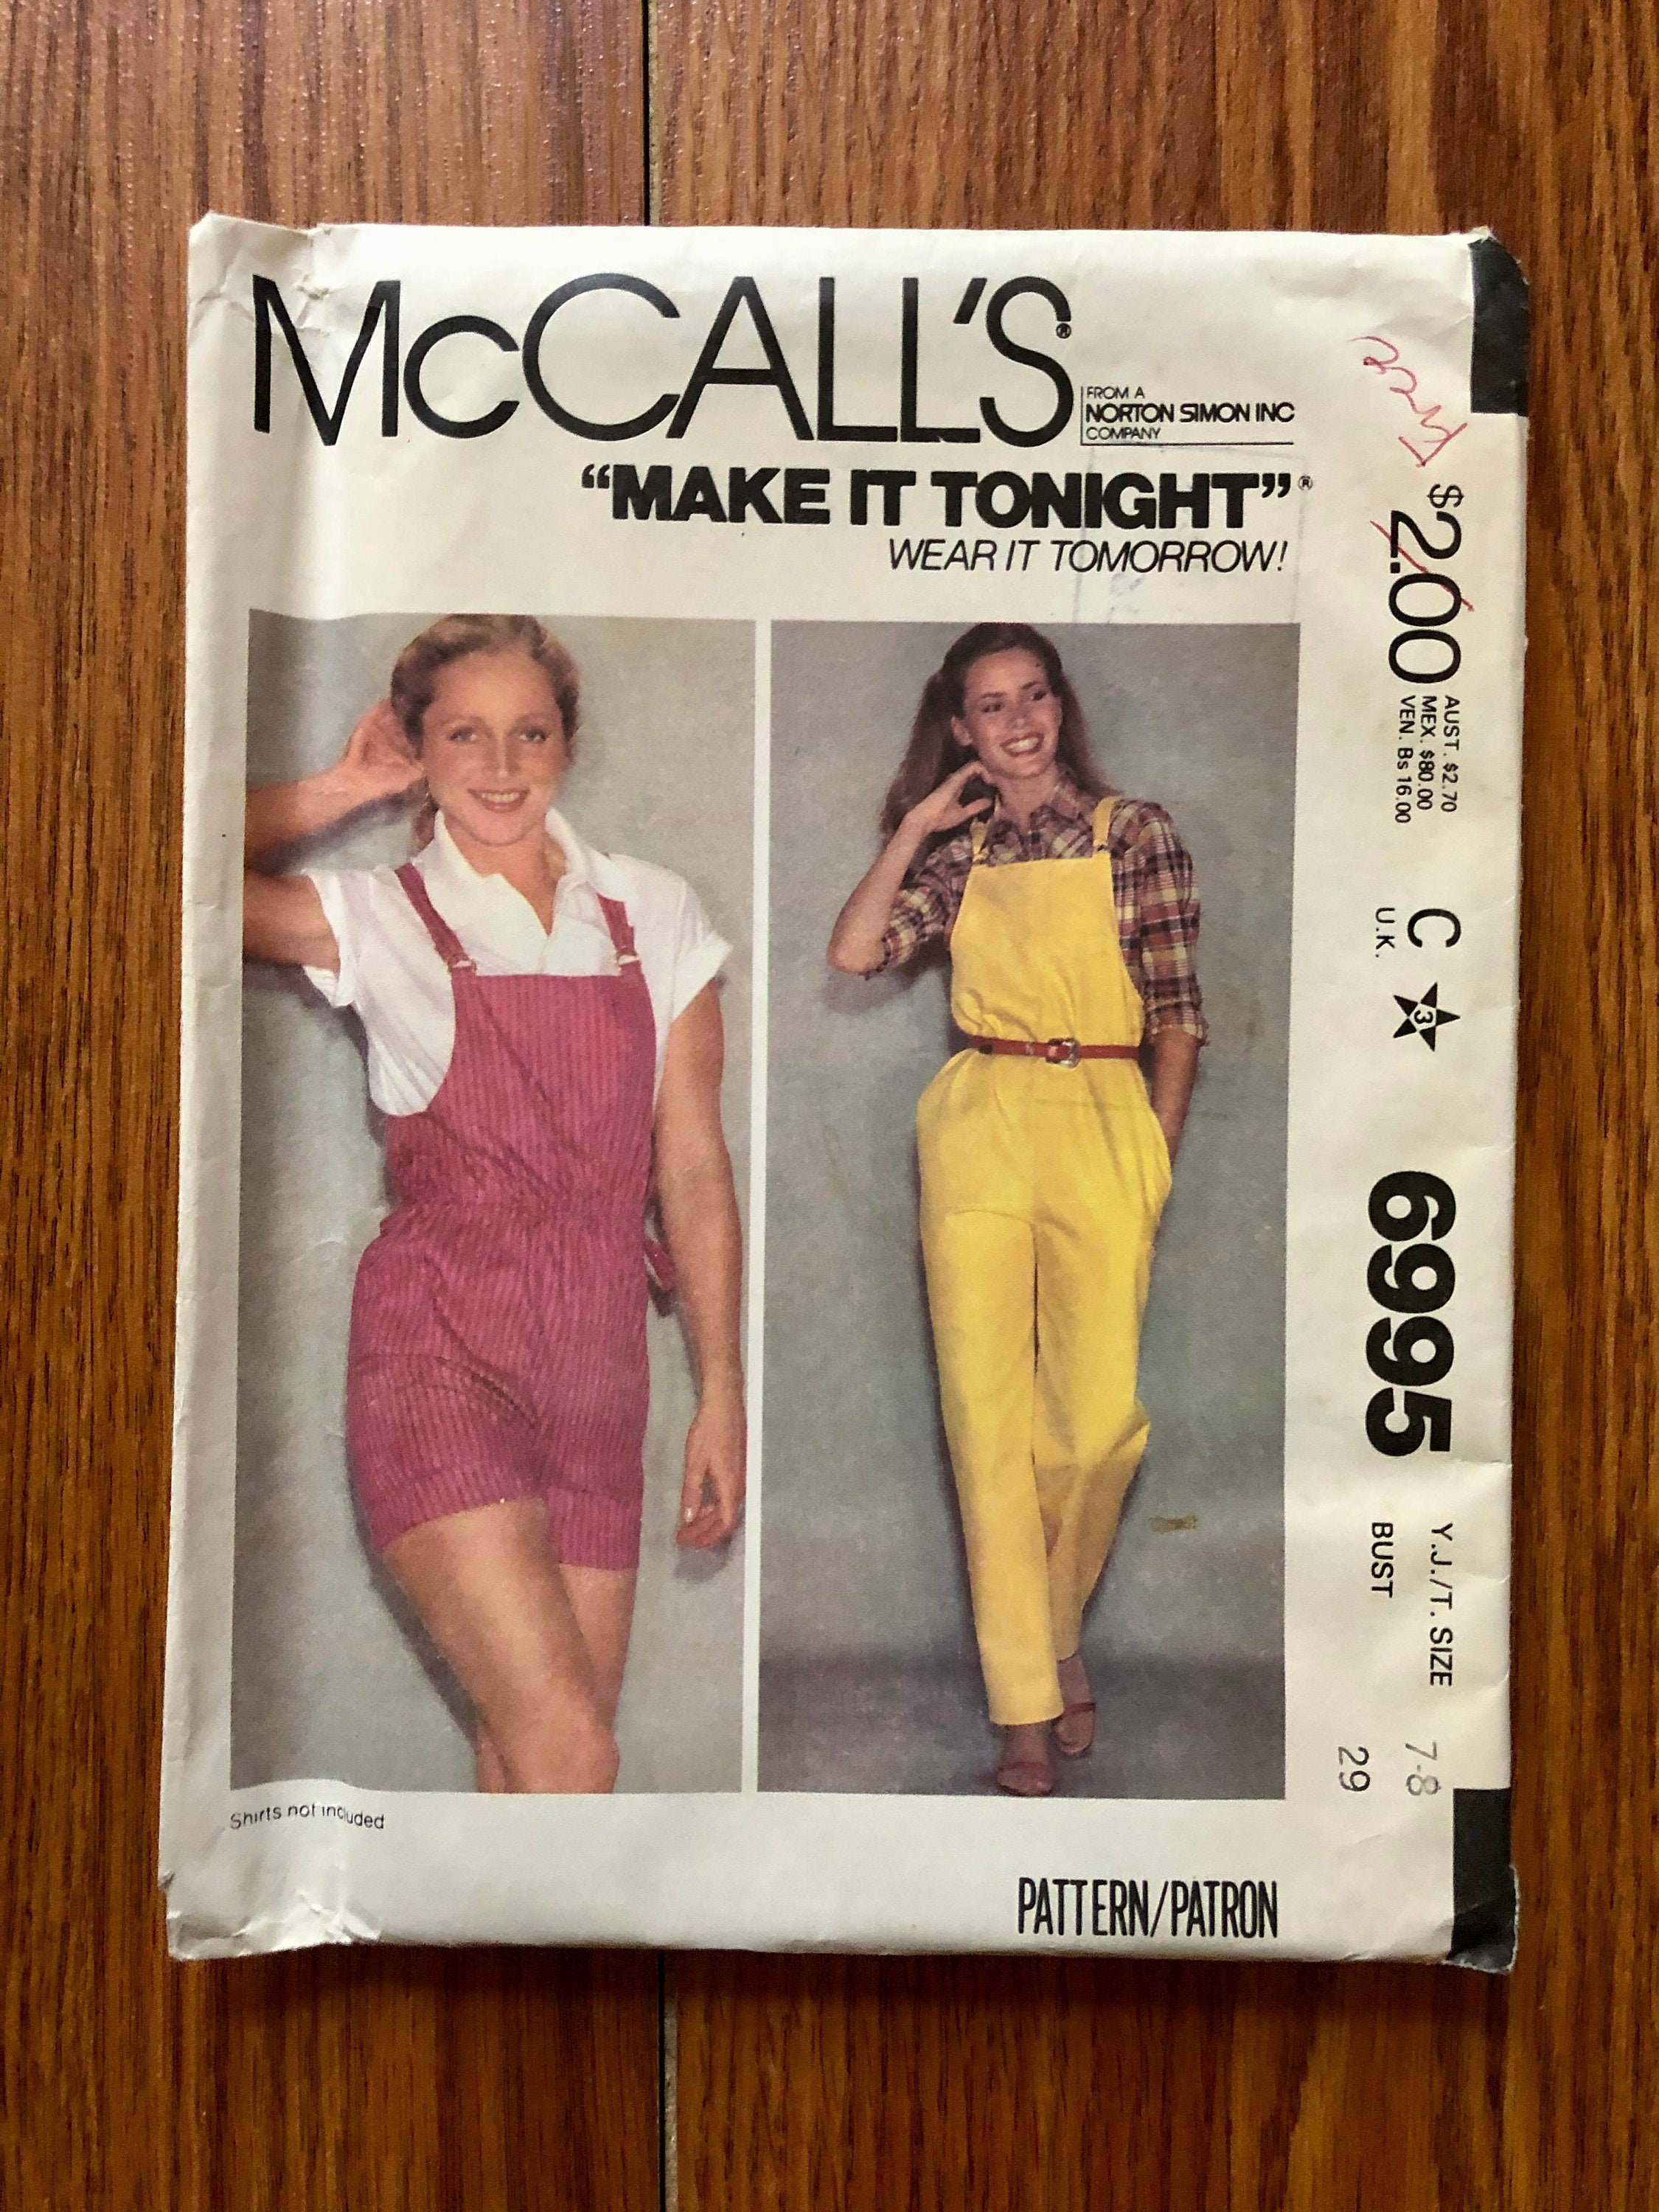 McCALL'S®
FROM A
NORTON SIMON INC
COMPANY
"MAKE IT TONIGHT"®
WEAR IT TOMORROW!
Free
$2.00
AUST. $2.70
MEX. $80.00
VEN. Bs 16.00
C
U.K.
3
6995
Y.J./T. SIZE 7-8
BUST 29
Shirts not included
PATTERN/PATRON